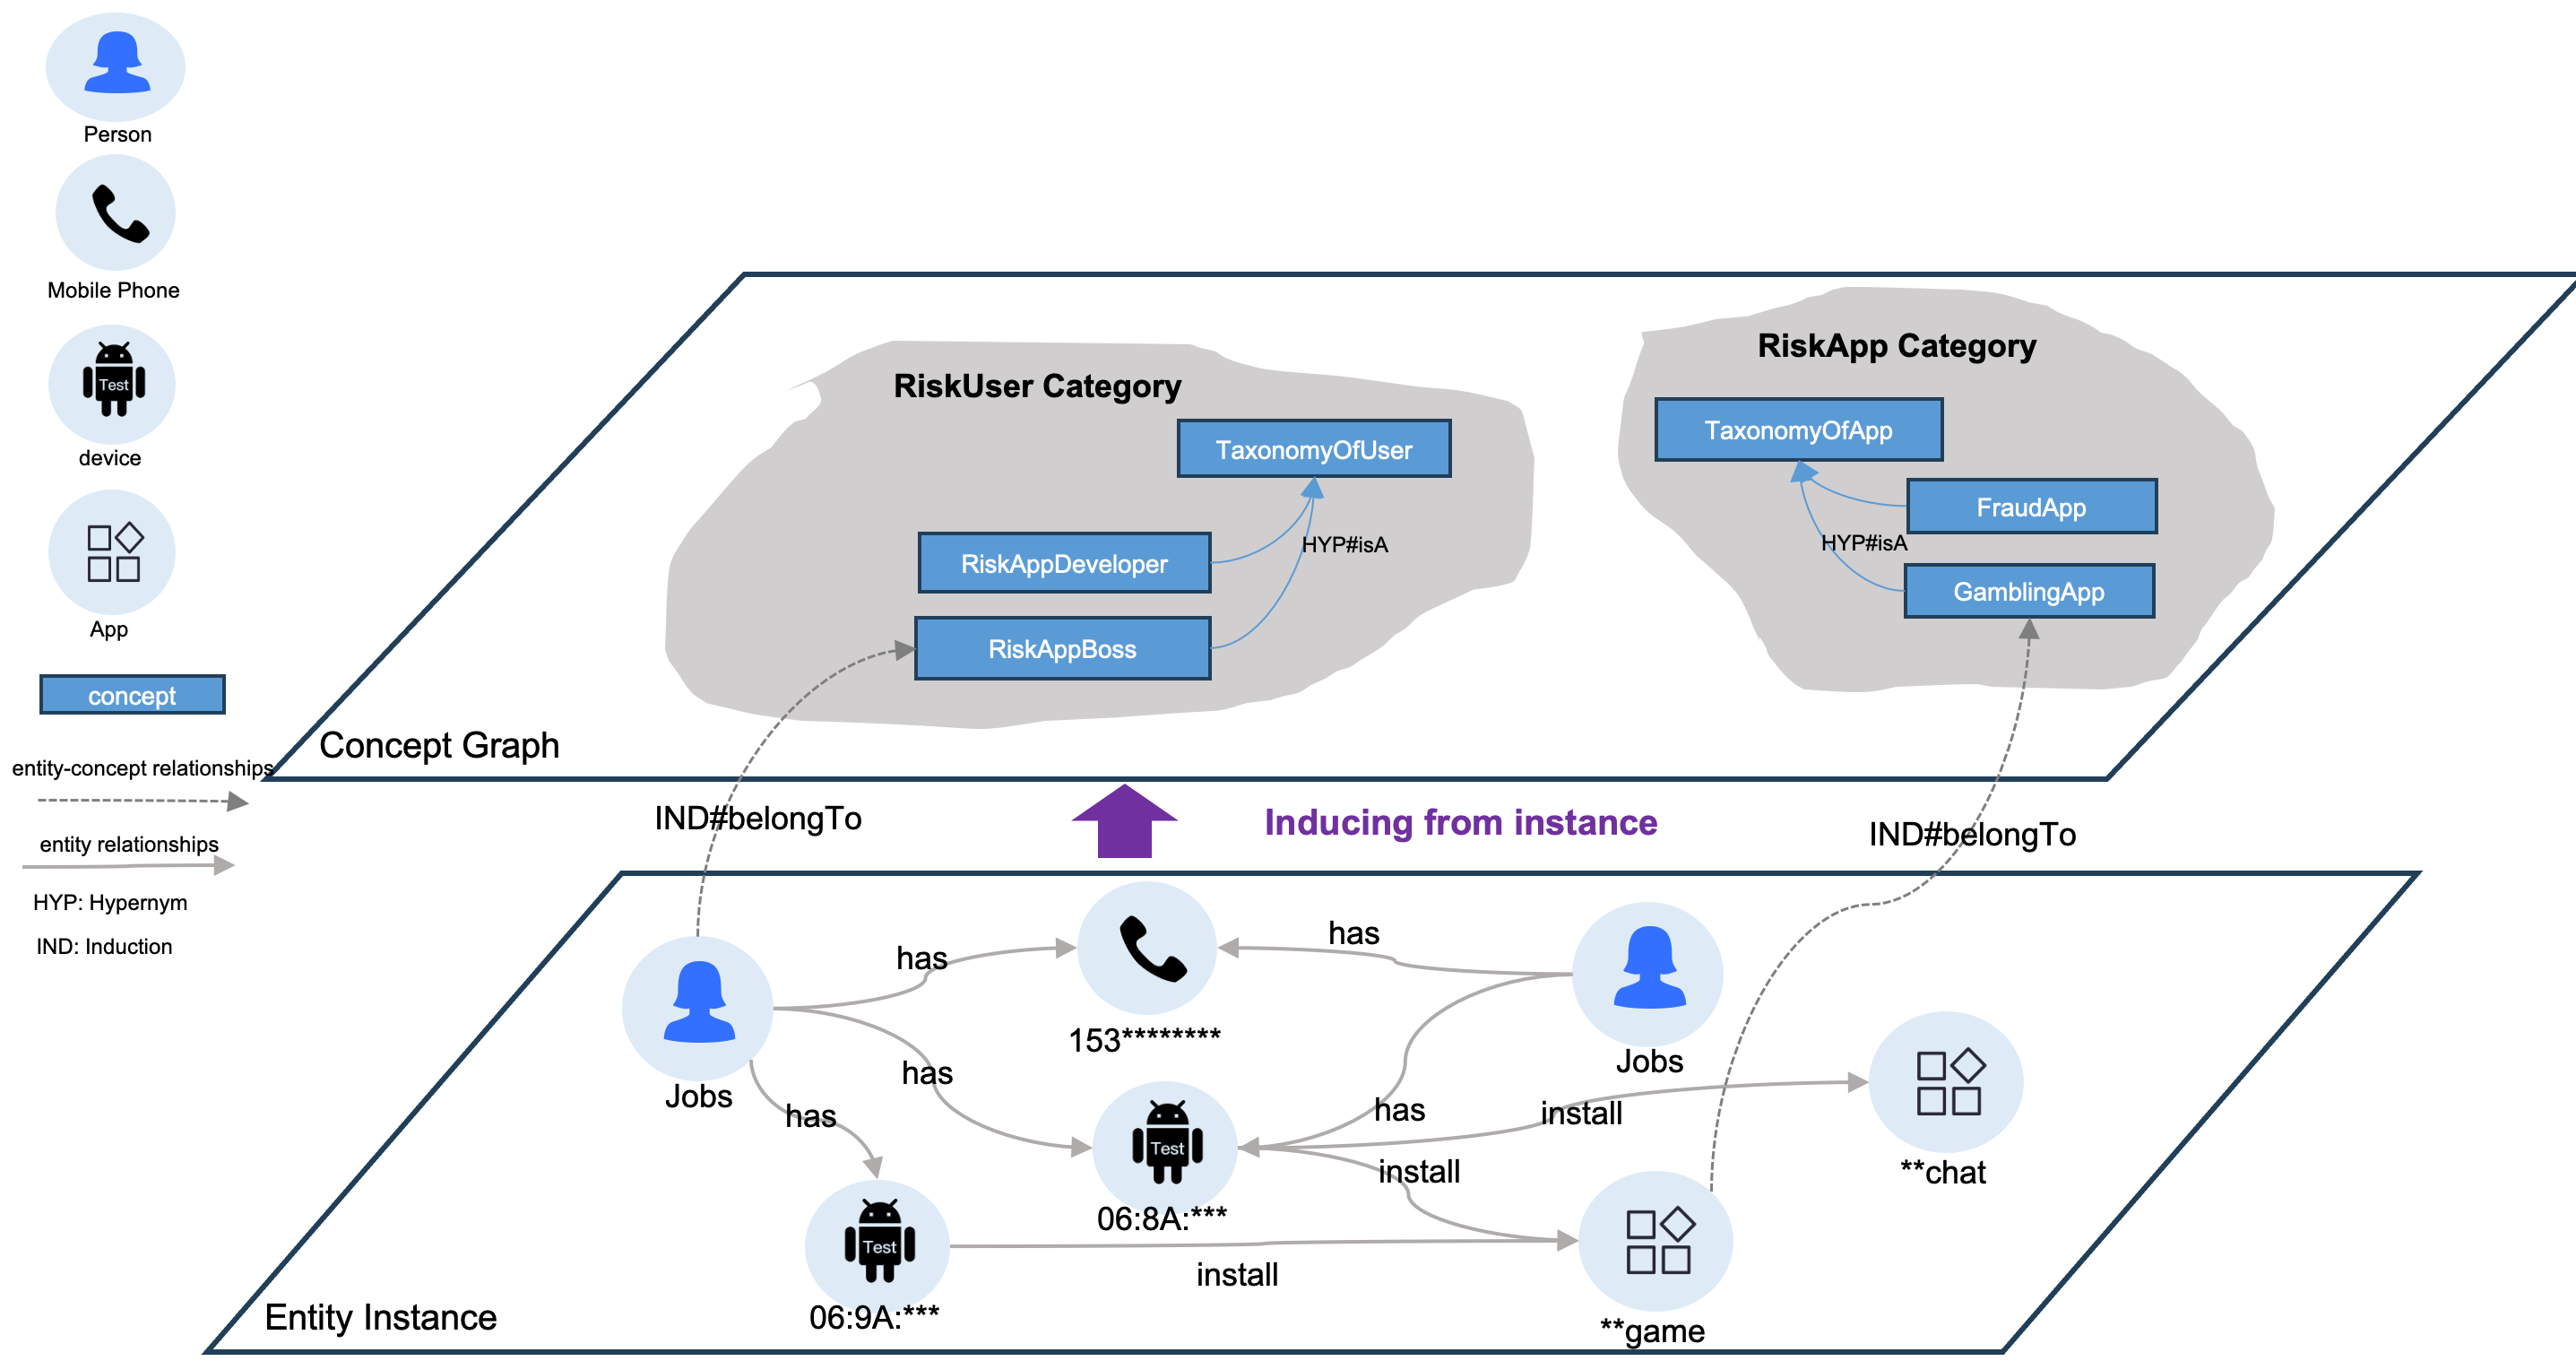 Person
Mobile Phone
Test
device
App
concept
entity-concept relationships
entity relationships
HYP: Hypernym
IND: Induction
RiskUser Category
TaxonomyOfUser
RiskAppDeveloper
HYP#isA
RiskAppBoss
RiskApp Category
TaxonomyOfApp
FraudApp
HYP#isA
GamblingApp
Concept Graph
IND#belongTo
Inducing from instance
IND#belongTo
has
has
153********
Jobs
Jobs
has
has
has
install
Test
install
**chat
06:8A:***
Test
install
06:9A:***
**game
Entity Instance